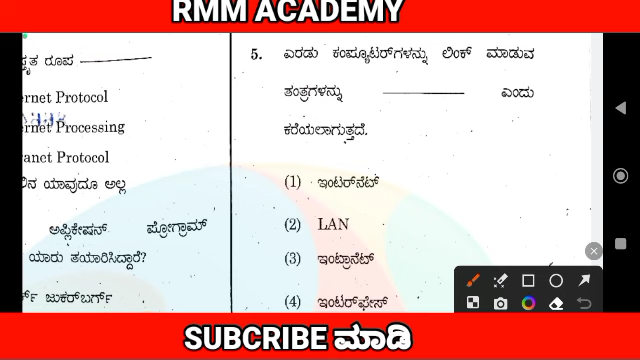 RMM ACADEMY
ಸ್ತೃತ ರೂಪ
ernet Protocol
ernet Processing
anet Protocol
ಲಿನ ಯಾವುದೂ ಅಲ್ಲ
ಅಪ್ಲಿಕೇಷನ್ ಪ್ರೋಗ್ರಾಮ್
ಯಾರು ತಯಾರಿಸಿದ್ದಾರೆ?
ರ್ಕ್ ಜುಕರ್‌ಬರ್ಗ್
5. ಎರಡು ಕಂಪ್ಯೂಟರ್‌ಗಳನ್ನು ಲಿಂಕ್ ಮಾಡುವ
ತಂತ್ರಗಳನ್ನು ———— ಎಂದು
ಕರೆಯಲಾಗುತ್ತದೆ.
(1) ಇಂಟರ್‌ನೆಟ್
(2) LAN
(3) ಇಂಟ್ರಾನೆಟ್
(4) ಇಂಟರ್‌ಫೇಸ್
SUBCRIBE ಮಾಡಿ